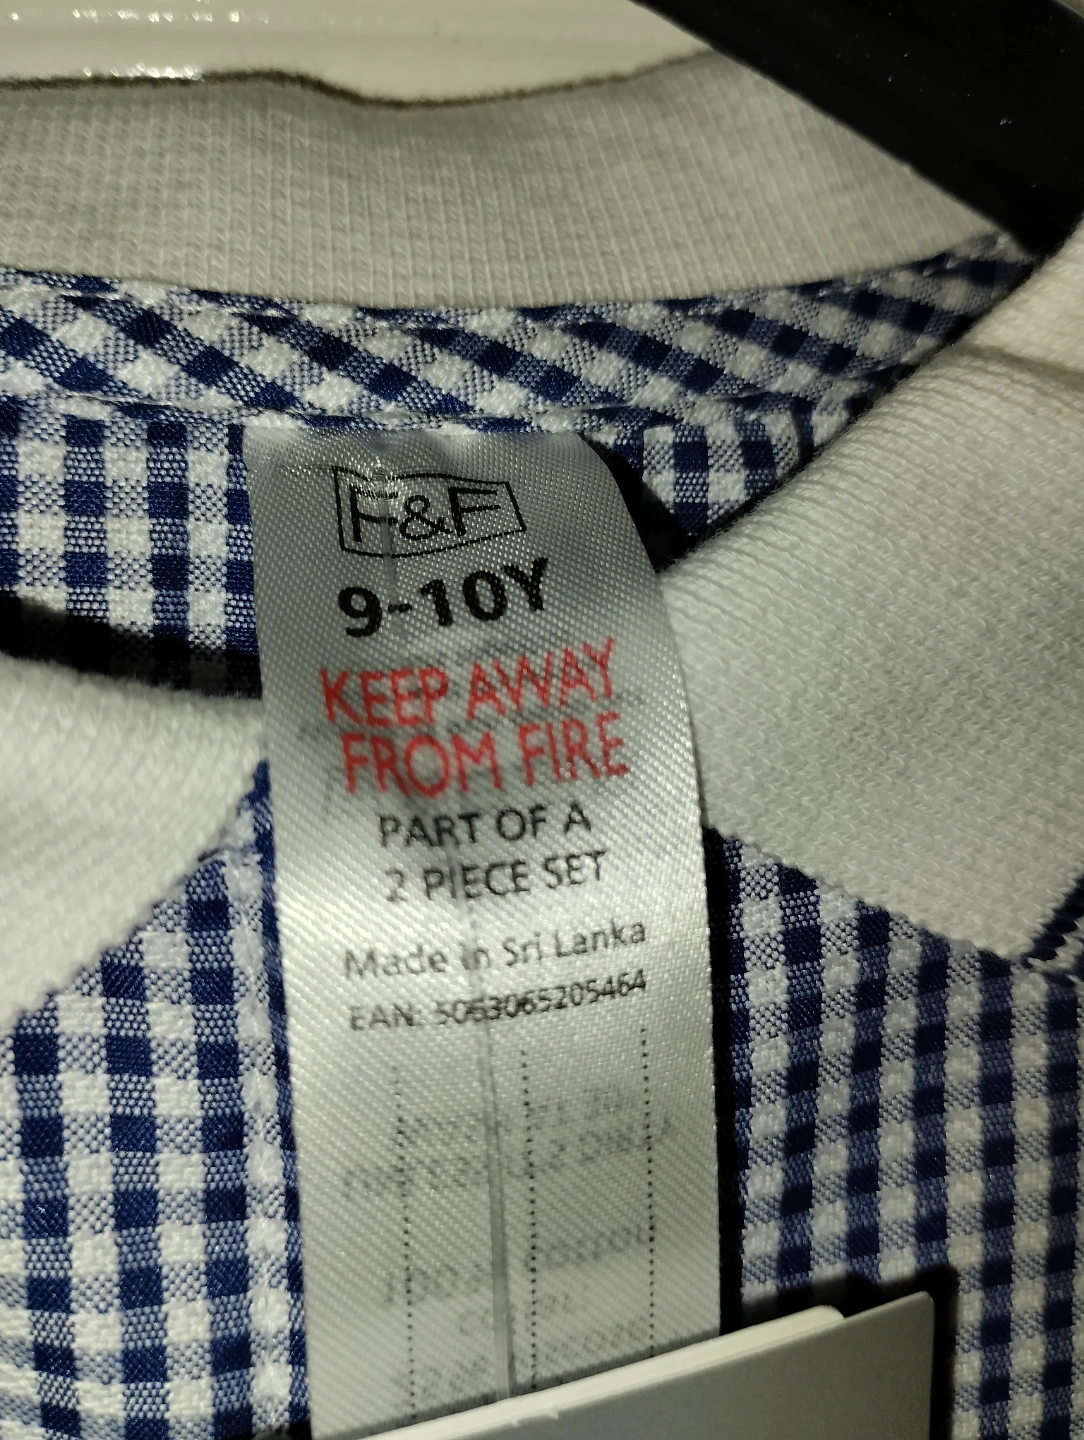 F&F
9-10Y
KEEP AWAY
FROM FIRE
PART OF A
2 PIECE SET
Made in Sri Lanka
EAN: 5063065205464